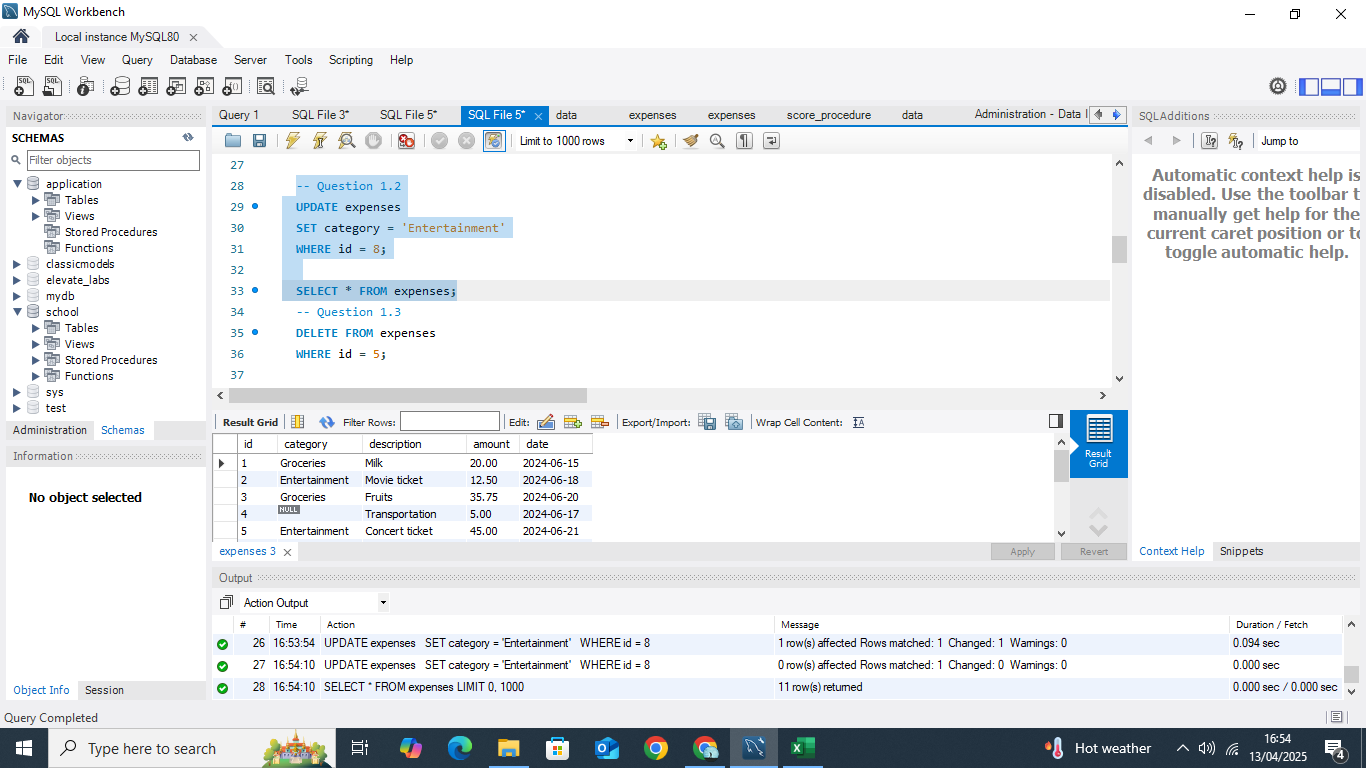 MySQL Workbench
Local instance MySQL80
File Edit View Query Database Server Tools Scripting Help
Navigator
SCHEMAS
Filter objects
application
Tables
Views
Stored Procedures
Functions
classicmodels
elevate_labs
mydb
school
Tables
Views
Stored Procedures
Functions
sys
test
Administration Schemas
Information
No object selected
Object Info Session
Query 1 SQL File 3* SQL File 5* SQL File 5* data expenses expenses score_procedure data Administration - Data I
Limit to 1000 rows
27
28 -- Question 1.2
29 UPDATE expenses
30 SET category = 'Entertainment'
31 WHERE id = 8;
32
33 SELECT * FROM expenses;
34 -- Question 1.3
35 DELETE FROM expenses
36 WHERE id = 5;
37
Result Grid Filter Rows: Edit: Export/Import: Wrap Cell Content:
id category description amount date
1 Groceries Milk 20.00 2024-06-15
2 Entertainment Movie ticket 12.50 2024-06-18
3 Groceries Fruits 35.75 2024-06-20
4 NULL Transportation 5.00 2024-06-17
5 Entertainment Concert ticket 45.00 2024-06-21
Result
Grid
expenses 3 Apply Revert
SQLAdditions
Jump to
Automatic context help is
disabled. Use the toolbar t
manually get help for the
current caret position or to
toggle automatic help.
Context Help Snippets
Output
Action Output
# Time Action Message Duration / Fetch
26 16:53:54 UPDATE expenses SET category = 'Entertainment' WHERE id = 8 1 row(s) affected Rows matched: 1 Changed: 1 Warnings: 0 0.094 sec
27 16:54:10 UPDATE expenses SET category = 'Entertainment' WHERE id = 8 0 row(s) affected Rows matched: 1 Changed: 0 Warnings: 0 0.000 sec
28 16:54:10 SELECT * FROM expenses LIMIT 0, 1000 11 row(s) returned 0.000 sec / 0.000 sec
Query Completed
Type here to search
Hot weather
16:54
13/04/2025
4